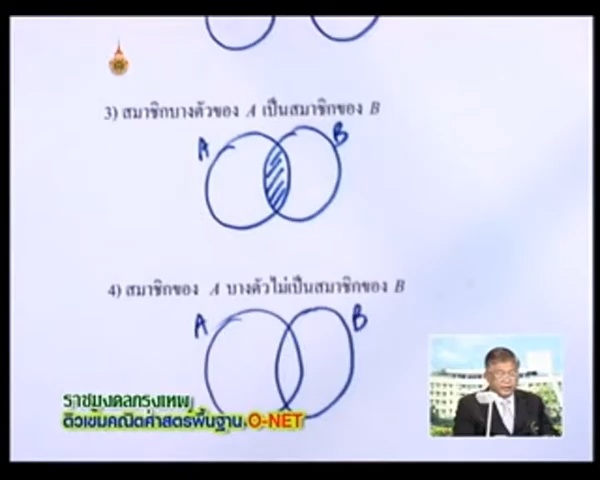 3) สมาชิกบางตัวของ A เป็นสมาชิกของ B
A B
4) สมาชิกของ A บางตัวไม่เป็นสมาชิกของ B
A B
ราชมงคลกรุงเทพ
ติวเข้มคณิตศาสตร์พื้นฐาน O-NET